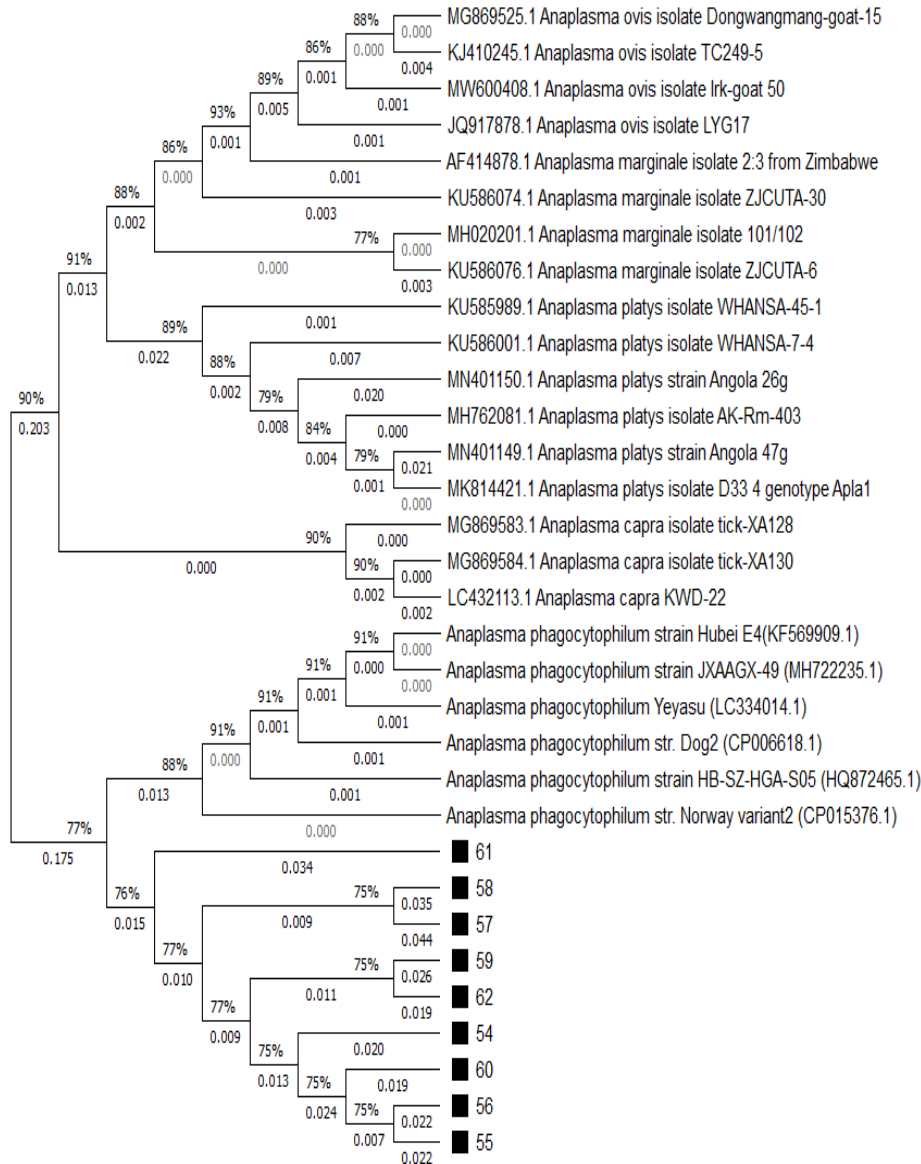 MG869525.1 Anaplasma ovis isolate Dongwangmang-goat-15
88%
0.000
86% 0.000 KJ410245.1 Anaplasma ovis isolate TC249-5
0.001 0.004
89% MW600408.1 Anaplasma ovis isolate Irk-goat 50
0.005 0.001
93% JQ917878.1 Anaplasma ovis isolate LYG17
0.001 0.001
86% AF414878.1 Anaplasma marginale isolate 2:3 from Zimbabwe
0.000 0.001
88% KU586074.1 Anaplasma marginale isolate ZJCUTA-30
0.002 0.003
77% MH020201.1 Anaplasma marginale isolate 101/102
0.000
91% 0.000 KU586076.1 Anaplasma marginale isolate ZJCUTA-6
0.013 0.003
KU585989.1 Anaplasma platys isolate WHANSA-45-1
89% 0.001
0.022 KU586001.1 Anaplasma platys isolate WHANSA-7-4
88% 0.007
0.002 MN401150.1 Anaplasma platys strain Angola 26g
79% 0.020
90% 0.008 MH762081.1 Anaplasma platys isolate AK-Rm-403
0.203 84% 0.000
0.004 MN401149.1 Anaplasma platys strain Angola 47g
79% 0.021
0.001 MK814421.1 Anaplasma platys isolate D33 4 genotype Apla1
0.000
MG869583.1 Anaplasma capra isolate tick-XA128
90% 0.000
0.000 MG869584.1 Anaplasma capra isolate tick-XA130
90% 0.000
0.002 LC432113.1 Anaplasma capra KWD-22
0.002
Anaplasma phagocytophilum strain Hubei E4(KF569909.1)
91% 0.000
91% 0.000 Anaplasma phagocytophilum strain JXAAGX-49 (MH722235.1)
0.001 0.000
91% Anaplasma phagocytophilum Yeyasu (LC334014.1)
0.001 0.001
91% Anaplasma phagocytophilum str. Dog2 (CP006618.1)
0.000 0.001
88% Anaplasma phagocytophilum strain HB-SZ-HGA-S05 (HQ872465.1)
0.013 0.001
Anaplasma phagocytophilum str. Norway variant2 (CP015376.1)
77% 0.000
0.175 61
0.034
76% 75% 58
0.015 0.009 0.035
57
77% 0.044
0.010 75% 59
0.011 0.026
77% 62
0.009 0.019
75% 54
0.013 0.020
75% 60
0.024 0.019
75% 56
0.007 0.022
55
0.022